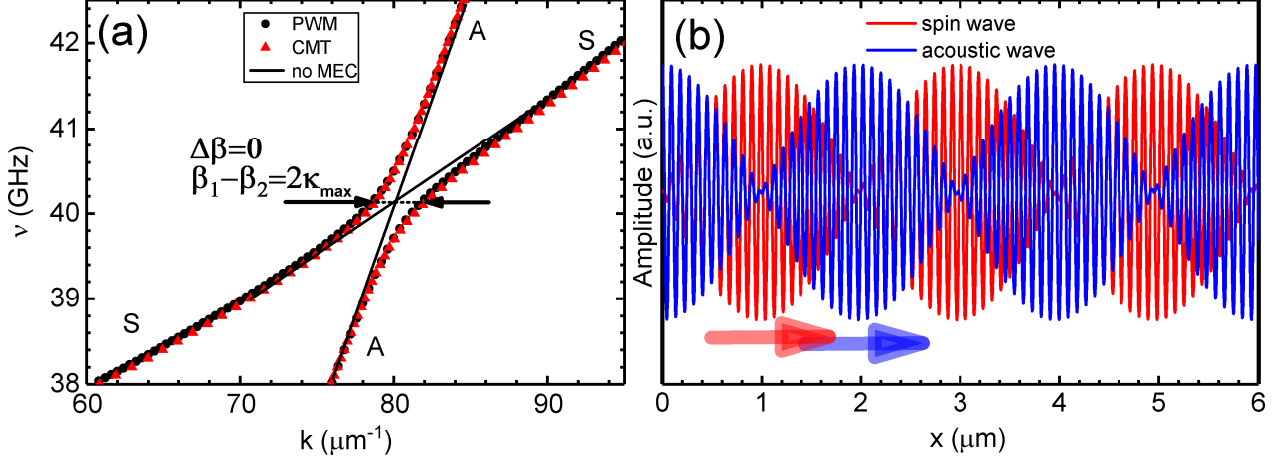 (a)
PWM
CMT
no MEC
A
S
Δβ=0
β₁−β₂=2κₘₐₓ
S
A
42
41
40
39
38
ν (GHz)
60 70 80 90
k (μm⁻¹)
(b)
spin wave
acoustic wave
Amplitude (a.u.)
0 1 2 3 4 5 6
x (μm)